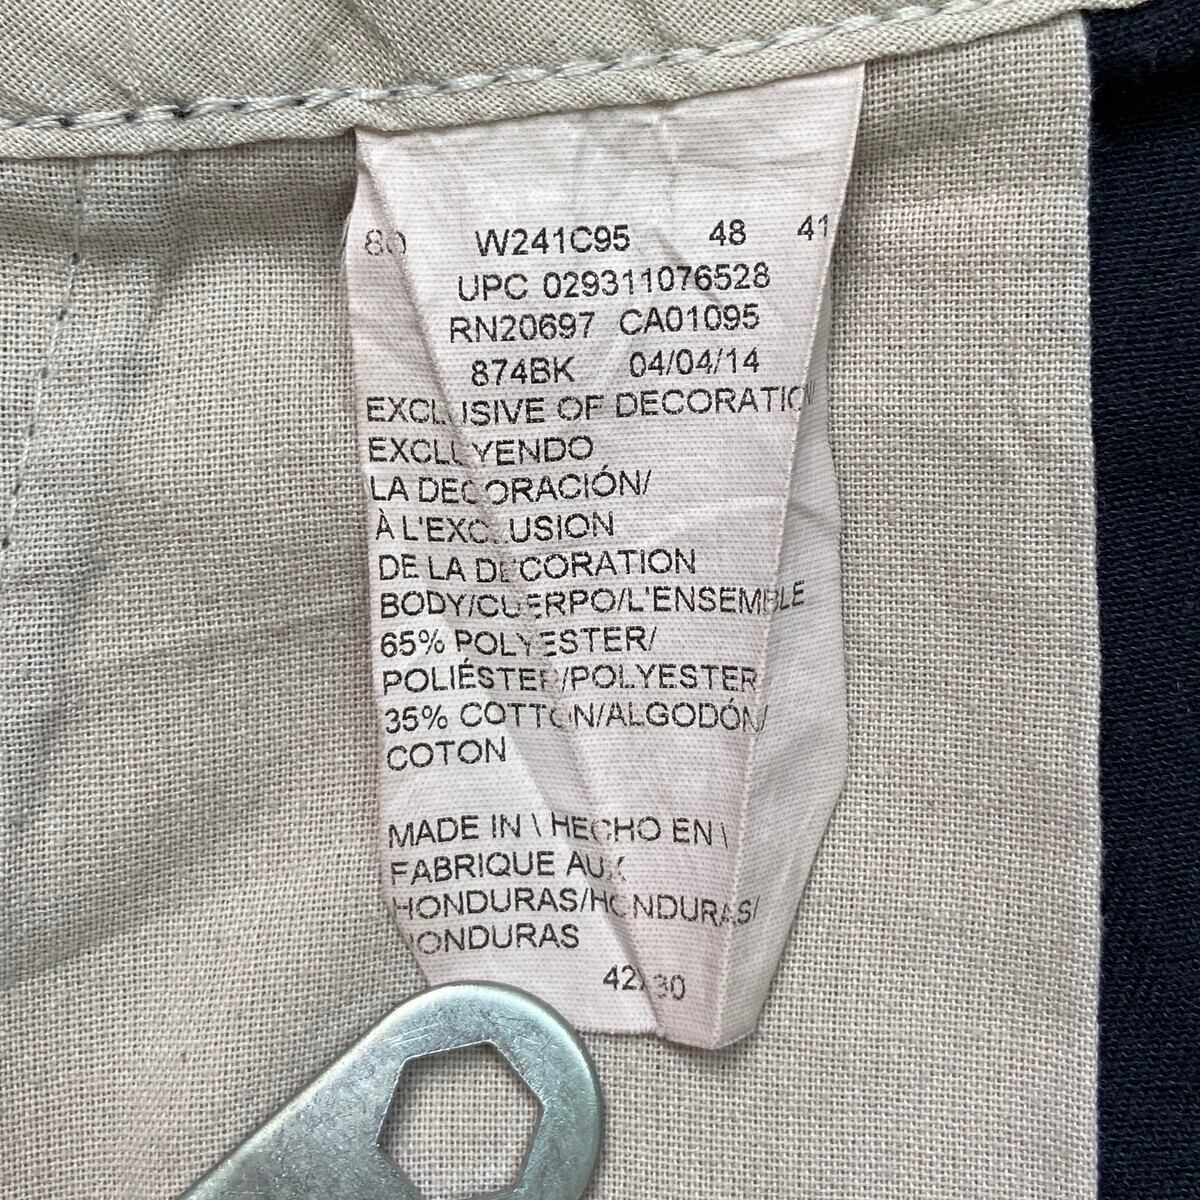 80 W241C95 48 41
UPC 029311076528
RN20697 CA01095
874BK 04/04/14
EXCLUSIVE OF DECORATION
EXCLUYENDO
LA DECORACIÓN/
À L'EXCLUSION
DE LA DECORATION
BODY/CUERPO/L'ENSEMBLE
65% POLYESTER/
POLIÉSTER/POLYESTER
35% COTTON/ALGODÓN/
COTON
MADE IN \ HECHO EN \
FABRIQUE AUX
HONDURAS/HONDURAS/
HONDURAS
42X30